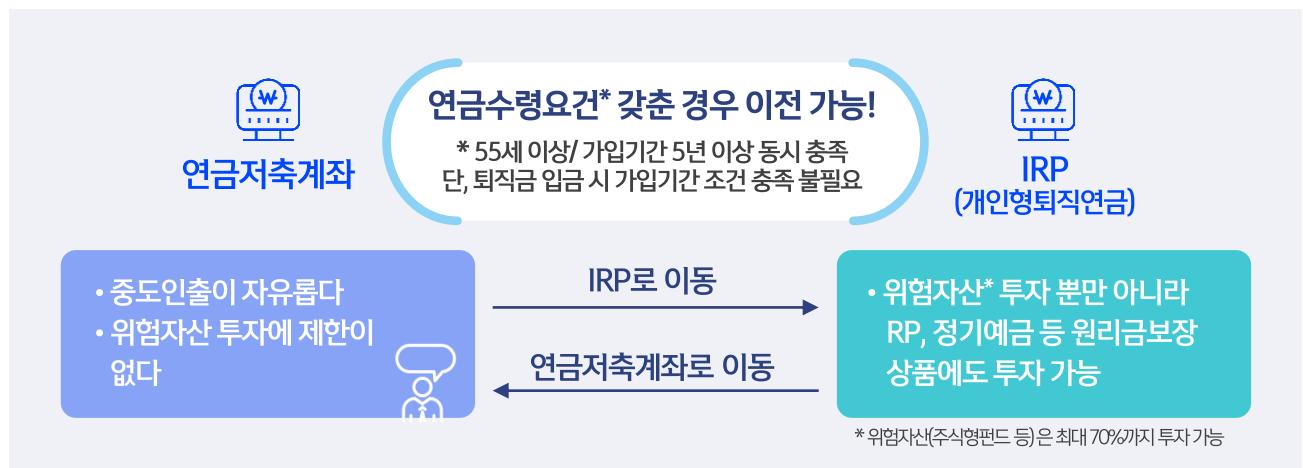 연금수령요건* 갖춘 경우 이전 가능!
* 55세 이상/ 가입기간 5년 이상 동시 충족
단, 퇴직금 입금 시 가입기간 조건 충족 불필요
연금저축계좌
IRP
(개인형퇴직연금)
• 중도인출이 자유롭다
• 위험자산 투자에 제한이
없다
IRP로 이동
연금저축계좌로 이동
• 위험자산* 투자 뿐만 아니라
RP, 정기예금 등 원리금보장
상품에도 투자 가능
* 위험자산(주식형펀드 등)은 최대 70%까지 투자 가능